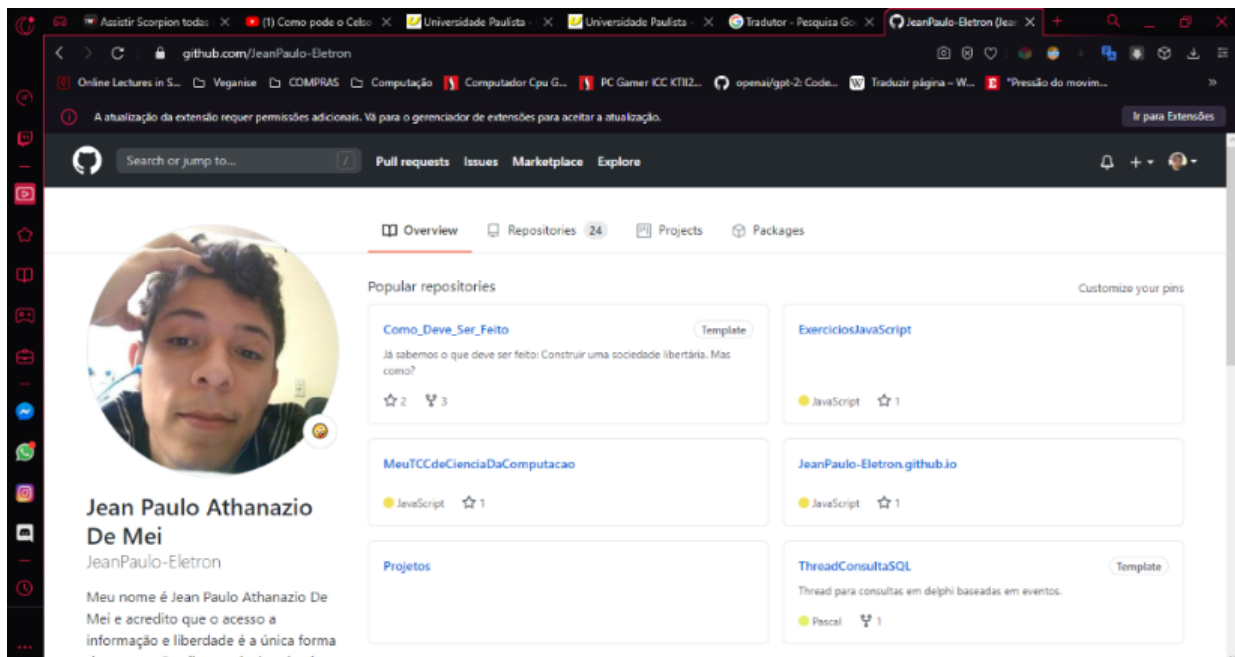 Assistir Scorpion todas
(1) Como pode o Celso
Universidade Paulista -
Universidade Paulista -
Tradutor - Pesquisa Goo
JeanPaulo-Eletron (Jear
github.com/JeanPaulo-Eletron
Online Lectures in S...
Veganise
COMPRAS
Computação
Computador Cpu G...
PC Gamer ICC KTII2...
openai/gpt-2: Code...
Traduzir página – W...
"Pressão do movim...
A atualização da extensão requer permissões adicionais. Vá para o gerenciador de extensões para aceitar a atualização.
Ir para Extensões
Search or jump to...
/
Pull requests
Issues
Marketplace
Explore
Overview
Repositories 24
Projects
Packages
Popular repositories
Customize your pins
Como_Deve_Ser_Feito
Template
Já sabemos o que deve ser feito: Construir uma sociedade libertária. Mas
como?
2
3
ExerciciosJavaScript
JavaScript
1
MeuTCCdeCienciaDaComputacao
JavaScript
1
JeanPaulo-Eletron.github.io
JavaScript
1
Projetos
ThreadConsultaSQL
Template
Thread para consultas em delphi baseadas em eventos.
Pascal
1
Jean Paulo Athanazio
De Mei
JeanPaulo-Eletron
Meu nome é Jean Paulo Athanazio De
Mei e acredito que o acesso a
informação e liberdade é a única forma